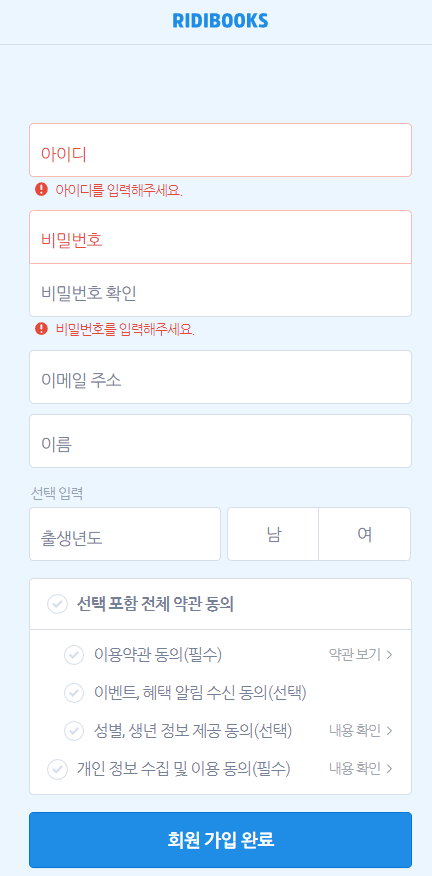 RIDIBOOKS
아이디
아이디를 입력해주세요.
비밀번호
비밀번호 확인
비밀번호를 입력해주세요.
이메일 주소
이름
선택 입력
출생년도 남 여
선택 포함 전체 약관 동의
이용약관 동의(필수) 약관 보기
이벤트, 혜택 알림 수신 동의(선택)
성별, 생년 정보 제공 동의(선택) 내용 확인
개인 정보 수집 및 이용 동의(필수) 내용 확인
회원 가입 완료